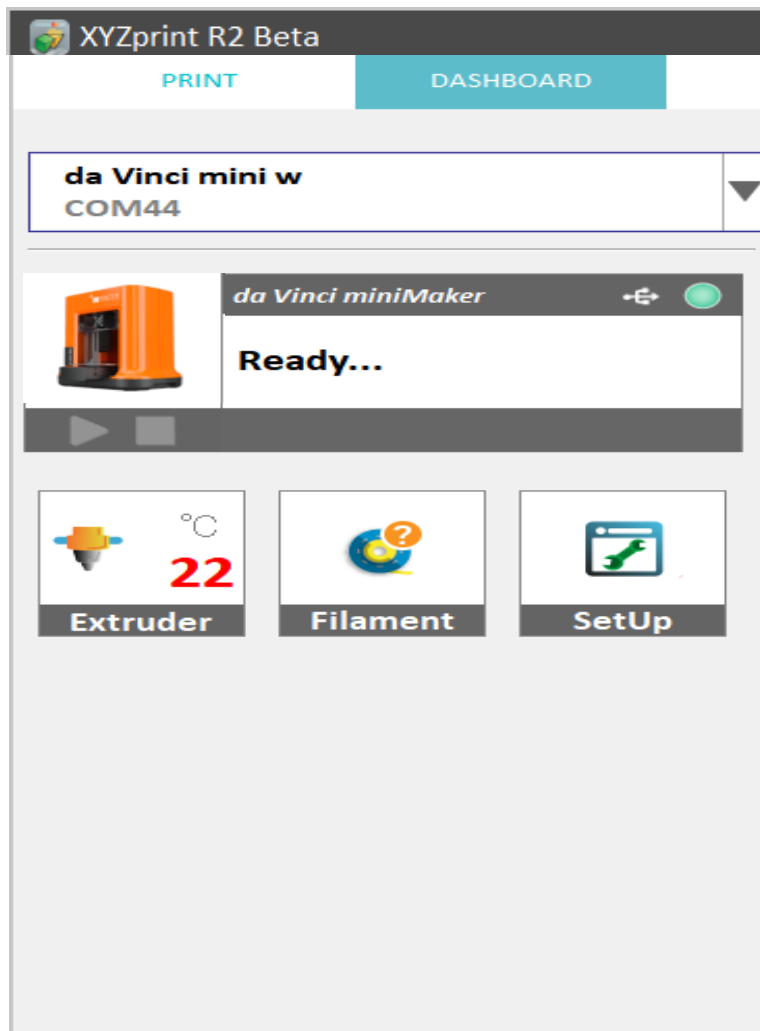 XYZprint R2 Beta
PRINT DASHBOARD
da Vinci mini w
COM44
da Vinci miniMaker
Ready...
°C
22
?
Extruder Filament SetUp